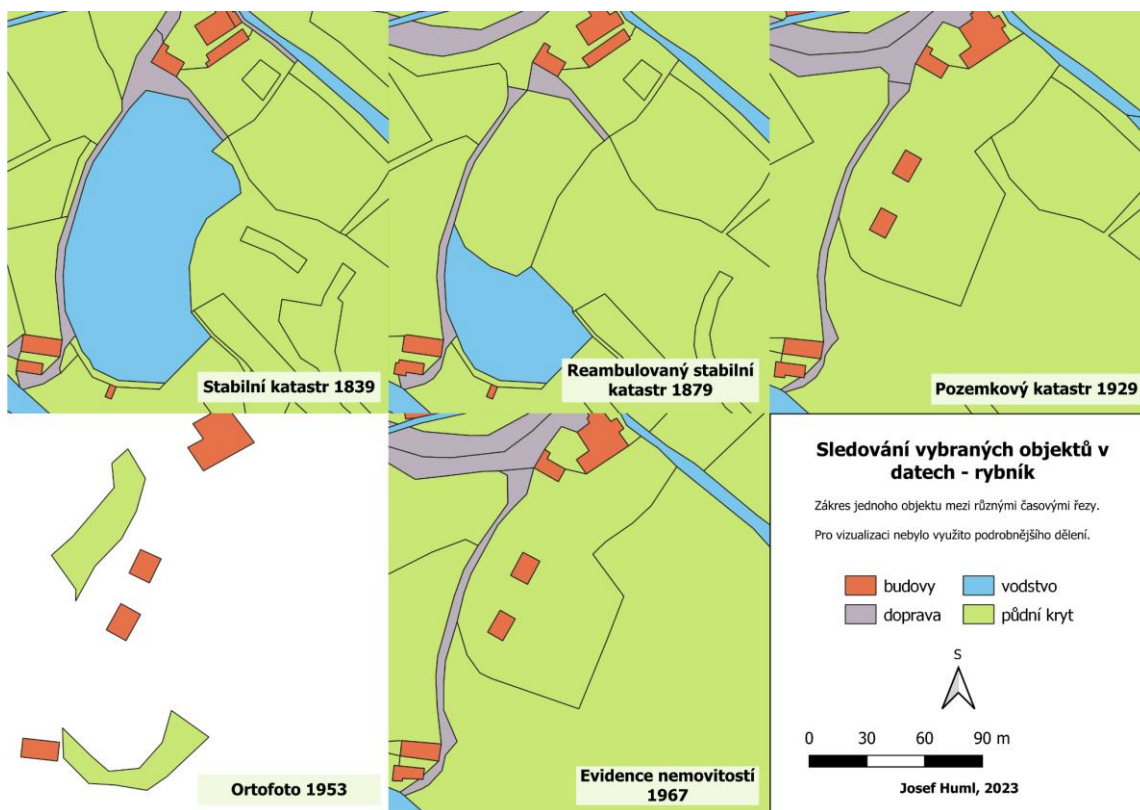 Stabilní katastr 1839
Reambulovaný stabilní
katastr 1879
Pozemkový katastr 1929
Ortofoto 1953
Evidence nemovitostí
1967
Sledování vybraných objektů v
datech - rybník
Zákres jednoho objektu mezi různými časovými řezy.
Pro vizualizaci nebylo využito podrobnějšího dělení.
budovy
vodstvo
doprava
půdní kryt
S
0 30 60 90 m
Josef Huml, 2023